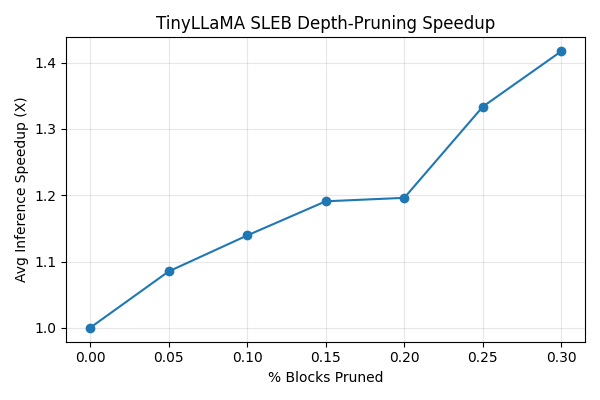 TinyLLaMA SLEB Depth-Pruning Speedup
Avg Inference Speedup (X)
1.4
1.3
1.2
1.1
1.0
0.00 0.05 0.10 0.15 0.20 0.25 0.30
% Blocks Pruned